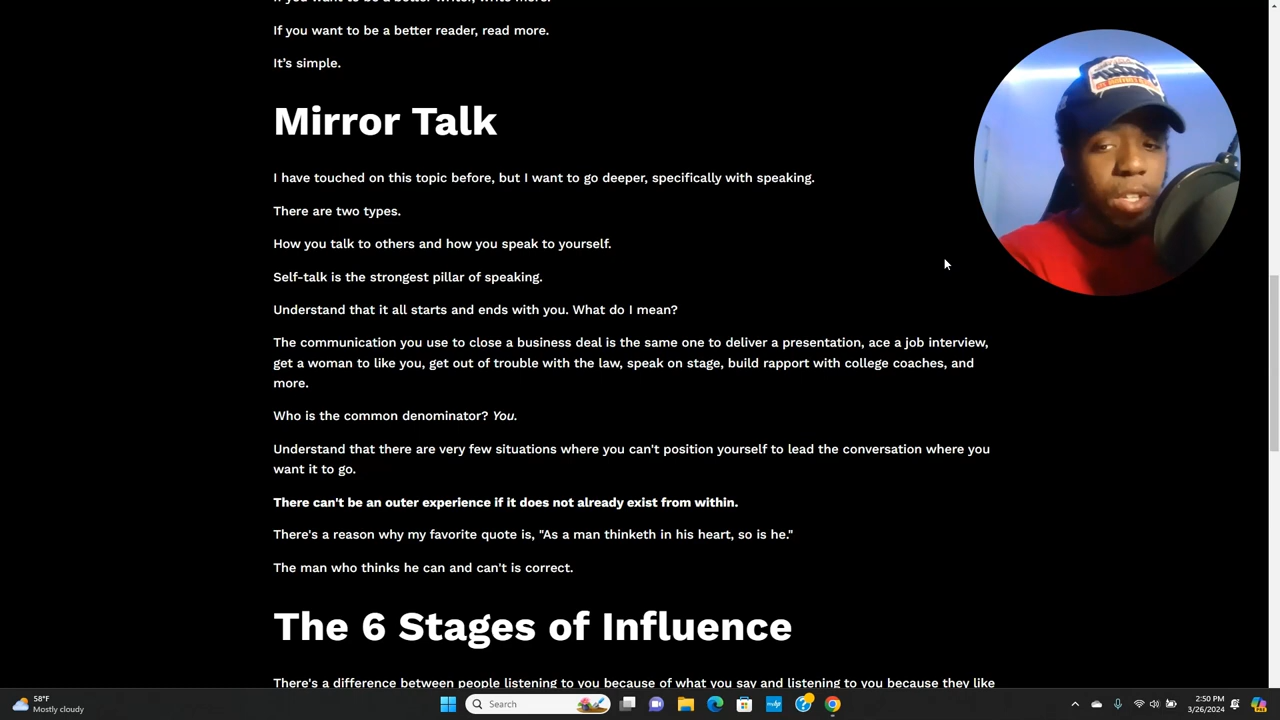 If you want to be a better writer, write more.
If you want to be a better reader, read more.
It’s simple.
Mirror Talk
I have touched on this topic before, but I want to go deeper, specifically with speaking.
There are two types.
How you talk to others and how you speak to yourself.
Self-talk is the strongest pillar of speaking.
Understand that it all starts and ends with you. What do I mean?
The communication you use to close a business deal is the same one to deliver a presentation, ace a job interview,
get a woman to like you, get out of trouble with the law, speak on stage, build rapport with college coaches, and
more.
Who is the common denominator? You.
Understand that there are very few situations where you can't position yourself to lead the conversation where you
want it to go.
There can't be an outer experience if it does not already exist from within.
There's a reason why my favorite quote is, "As a man thinketh in his heart, so is he."
The man who thinks he can and can't is correct.
The 6 Stages of Influence
There's a difference between people listening to you because of what you say and listening to you because they like
58°F
Mostly cloudy
Search
2:50 PM
3/26/2024